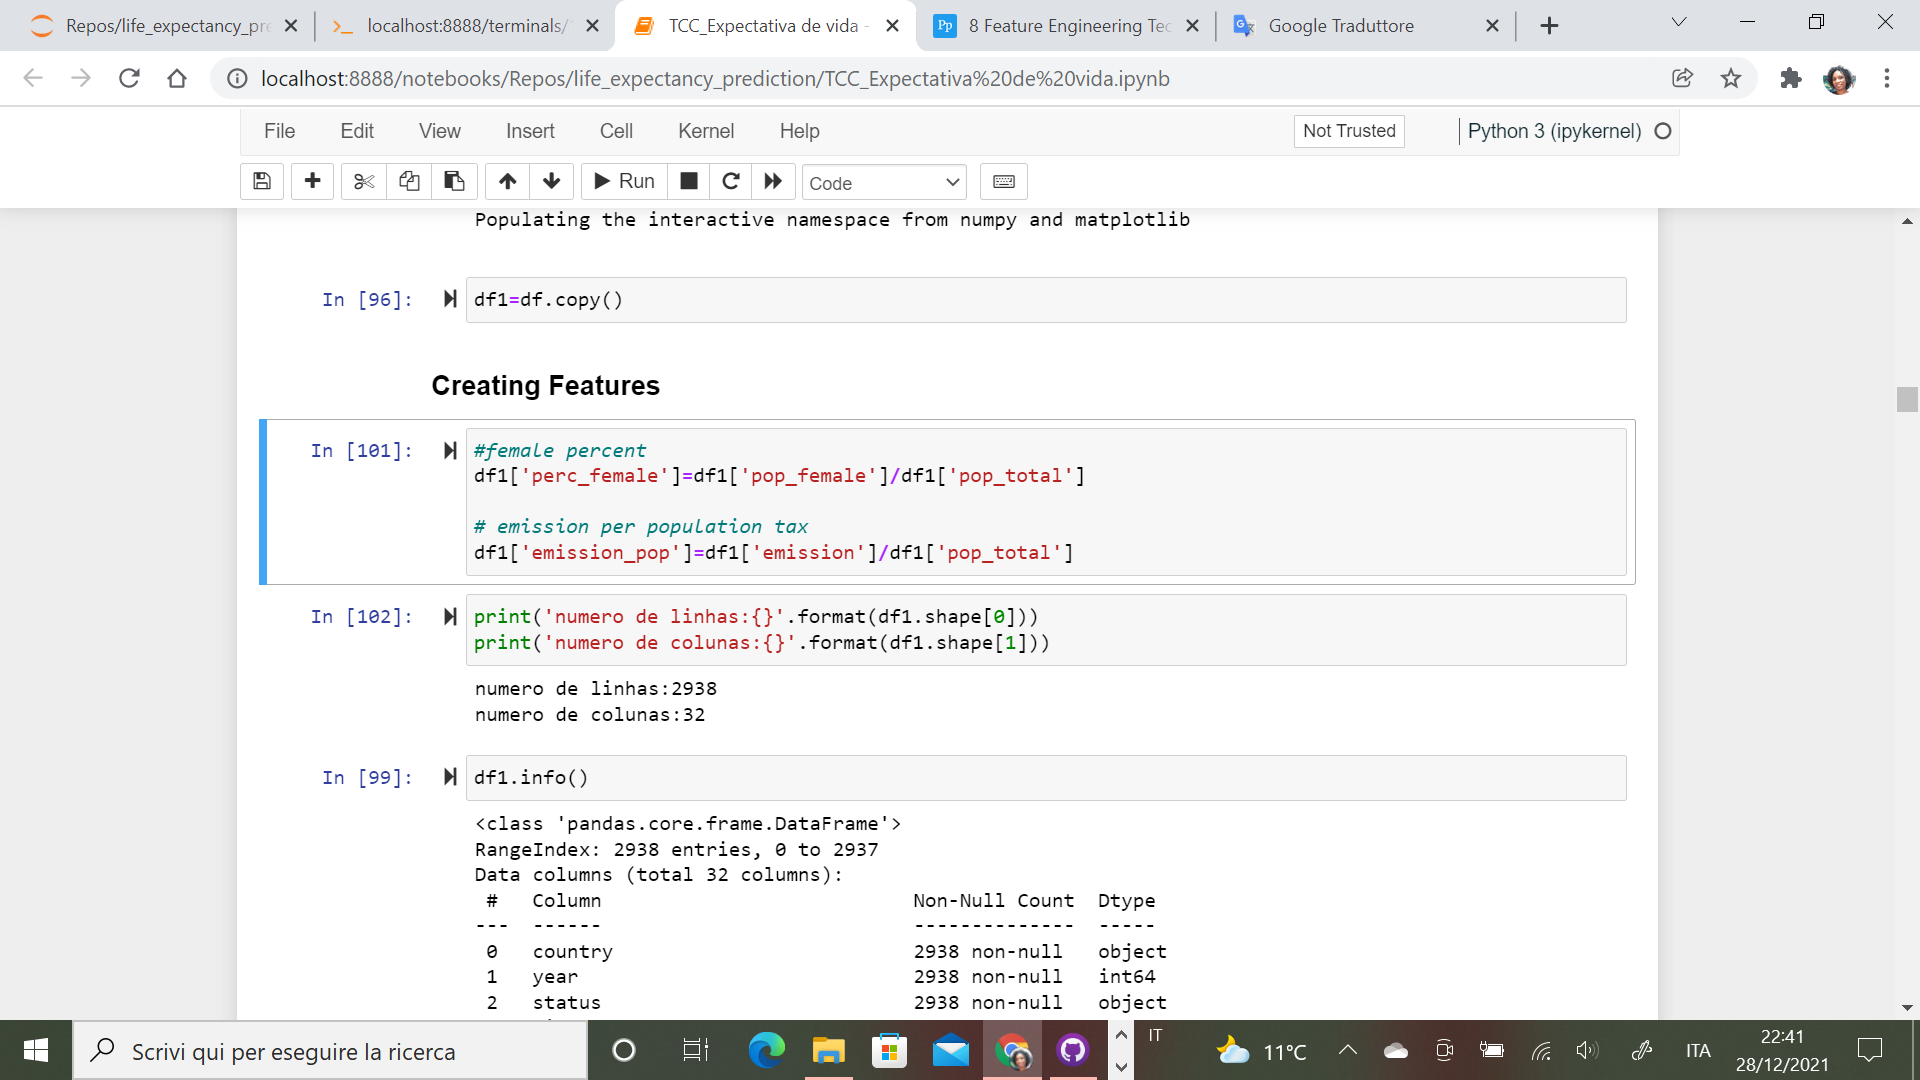 Repos/life_expectancy_pre
localhost:8888/terminals/
TCC_Expectativa de vida -
Pp
8 Feature Engineering Tec
Google Traduttore
localhost:8888/notebooks/Repos/life_expectancy_prediction/TCC_Expectativa%20de%20vida.ipynb
File Edit View Insert Cell Kernel Help
Not Trusted
Python 3 (ipykernel)
Run
Code
Populating the interactive namespace from numpy and matplotlib
In [96]:
df1=df.copy()
Creating Features
In [101]:
#female percent
df1['perc_female']=df1['pop_female']/df1['pop_total']
# emission per population tax
df1['emission_pop']=df1['emission']/df1['pop_total']
In [102]:
print('numero de linhas:{}'.format(df1.shape[0]))
print('numero de colunas:{}'.format(df1.shape[1]))
numero de linhas:2938
numero de colunas:32
In [99]:
df1.info()
<class 'pandas.core.frame.DataFrame'>
RangeIndex: 2938 entries, 0 to 2937
Data columns (total 32 columns):
# Column Non-Null Count Dtype
--- ------ -------------- -----
0 country 2938 non-null object
1 year 2938 non-null int64
2 status 2938 non-null object
Scrivi qui per eseguire la ricerca
IT
11°C
ITA
22:41
28/12/2021